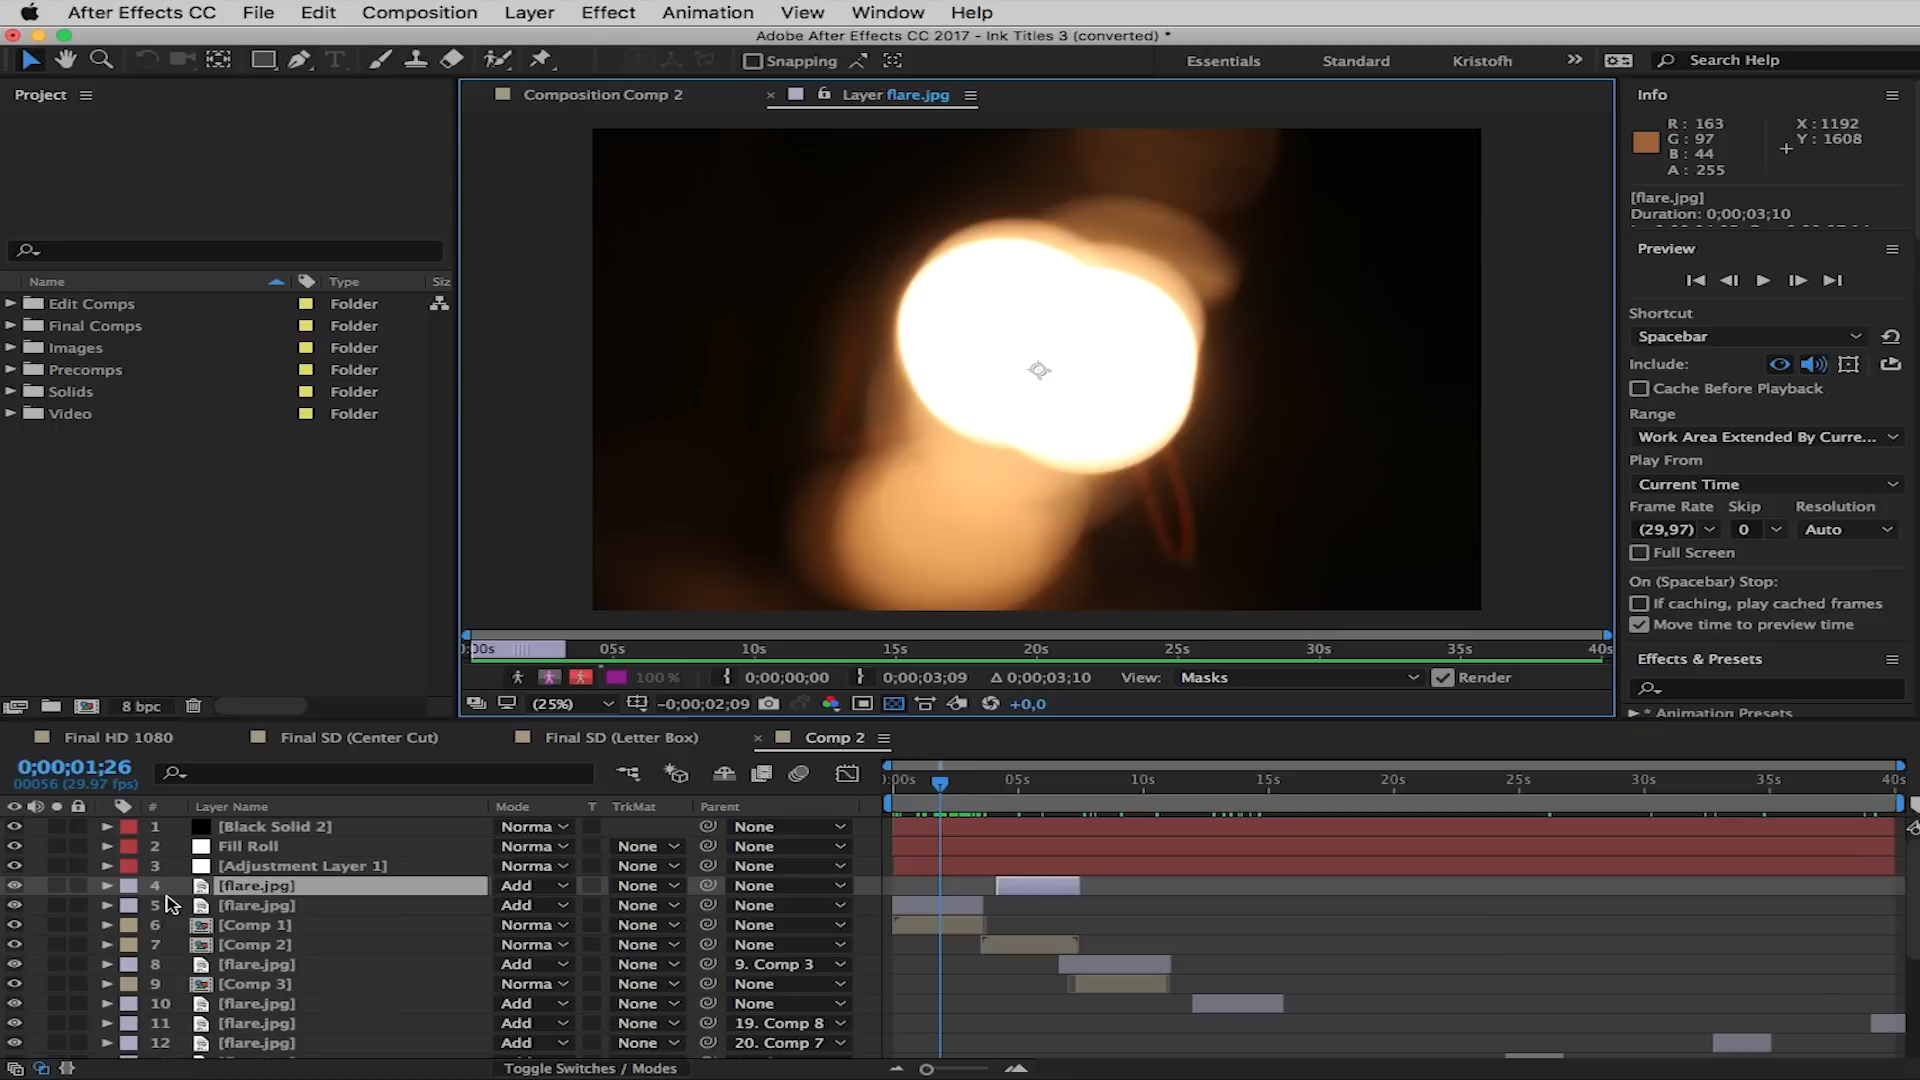 After Effects CC File Edit Composition Layer Effect Animation View Window Help
Adobe After Effects CC 2017 - Ink Titles 3 (converted) *
Snapping Essentials Standard Kristofh >> Search Help
Project
Name Type Siz
Edit Comps Folder
Final Comps Folder
Images Folder
Precomps Folder
Solids Folder
Video Folder
8 bpc
Composition Comp 2 × Layer flare.jpg
:00s 05s 10s 15s 20s 25s 30s 35s 40s
100 % 0;00;00;00 0;00;03;09 Δ 0;00;03;10 View: Masks Render
(25%) -0;00;02;09 +0,0
Info
R : 163 X : 1192
G : 97 Y : 1608
B : 44
A : 255
[flare.jpg]
Duration: 0;00;03;10
Preview
Shortcut
Spacebar
Include:
Cache Before Playback
Range
Work Area Extended By Curre...
Play From
Current Time
Frame Rate Skip Resolution
(29,97) 0 Auto
Full Screen
On (Spacebar) Stop:
If caching, play cached frames
Move time to preview time
Effects & Presets
* Animation Presets
Final HD 1080 Final SD (Center Cut) Final SD (Letter Box) × Comp 2
0;00;01;26
00056 (29.97 fps)
:00s 05s 10s 15s 20s 25s 30s 35s 40s
# Layer Name Mode T TrkMat Parent
1 [Black Solid 2] Norma None
2 Fill Roll Norma None None
3 [Adjustment Layer 1] Norma None None
4 [flare.jpg] Add None None
5 [flare.jpg] Add None None
6 [Comp 1] Norma None None
7 [Comp 2] Norma None None
8 [flare.jpg] Add None 9. Comp 3
9 [Comp 3] Norma None None
10 [flare.jpg] Add None None
11 [flare.jpg] Add None 19. Comp 8
12 [flare.jpg] Add None 20. Comp 7
Toggle Switches / Modes